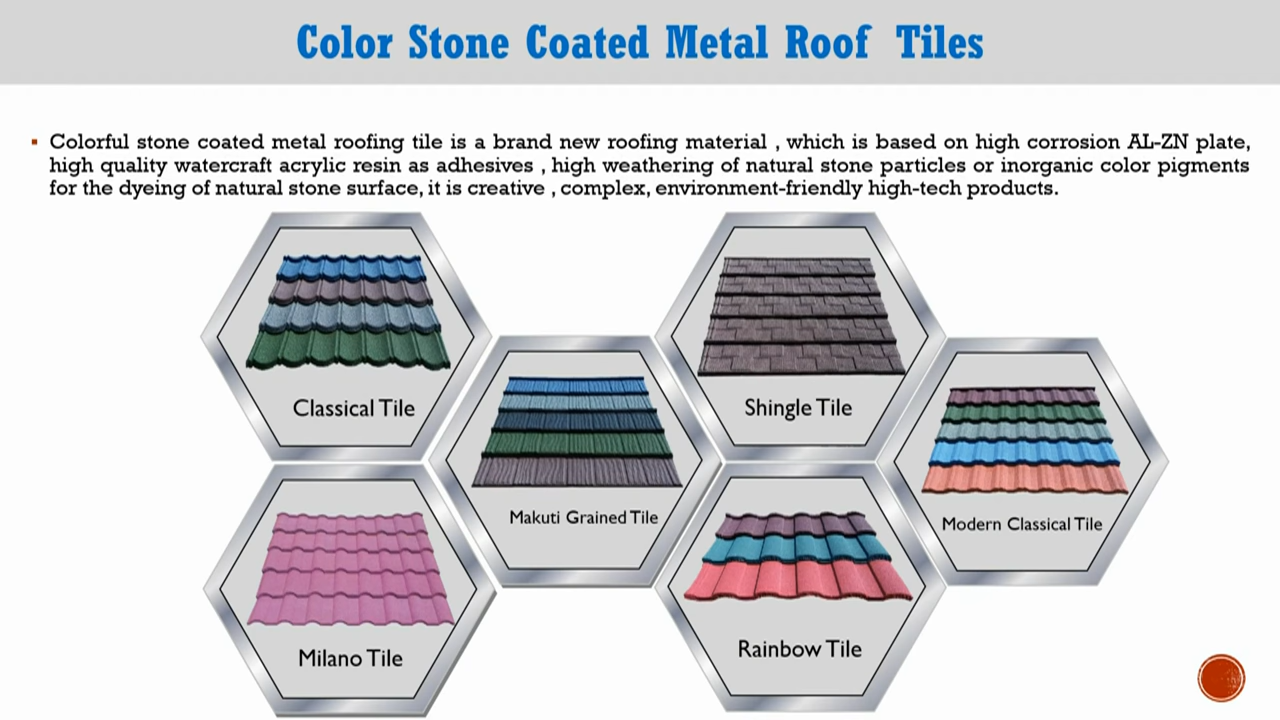 Color Stone Coated Metal Roof Tiles
Colorful stone coated metal roofing tile is a brand new roofing material , which is based on high corrosion AL-ZN plate,
high quality watercraft acrylic resin as adhesives , high weathering of natural stone particles or inorganic color pigments
for the dyeing of natural stone surface, it is creative , complex, environment-friendly high-tech products.
Classical Tile
Shingle Tile
Makuti Grained Tile
Modern Classical Tile
Milano Tile
Rainbow Tile